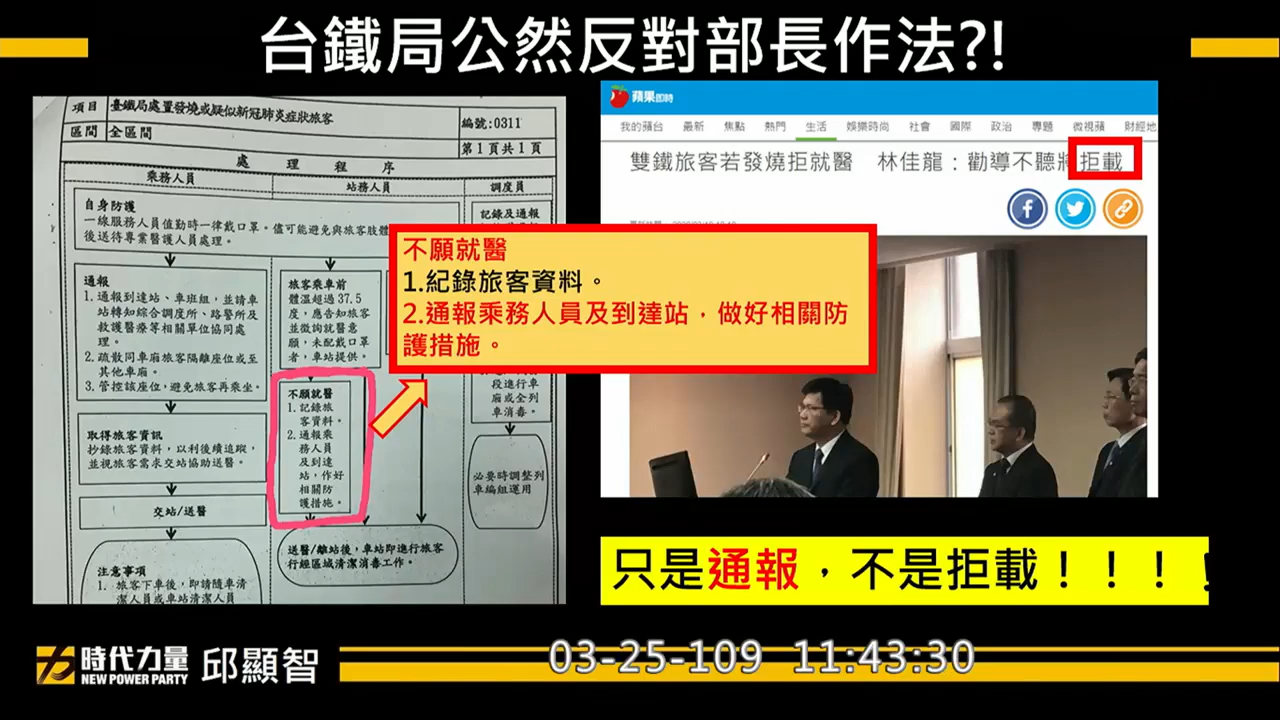 台鐵局公然反對部長作法?!
項目
臺鐵局處置發燒或疑似新冠肺炎症狀旅客
編號:0311
區間
全區間
第1頁共1頁
處 理 程 序
乘務人員
站務人員
調度員
自身防護
一線服務人員值勤時一律戴口罩。儘可能避免與旅客肢體
後送待專業醫護人員處理。
記錄及通報
通報
1. 通報到達站、車班組，並請車
站轉知綜合調度所、路警所及
救護醫療等相關單位協同處
理。
2. 疏散同車廂旅客隔離座位或至
其他車廂。
3. 管控該座位，避免旅客再乘坐。
旅客乘車前
體溫超過 37.5
度，應告知旅客
並徵詢就醫意
願，未配戴口罩
者，車站提供。
段進行車
廂或全列
車消毒。
不願就醫
1. 記錄旅
客資料。
2. 通報乘
務人員
及到達
站，作好
相關防
護措施。
取得旅客資訊
抄錄旅客資料，以利後續追蹤，
並視旅客需求交站協助送醫。
必要時調整列
車編組運用
交站/送醫
送醫/離站後，車站即進行旅客
行經區域清潔消毒工作。
注意事項
1. 旅客下車後，即請隨車清
潔人員或車站清潔人員
不願就醫
1.紀錄旅客資料。
2.通報乘務人員及到達站，做好相關防
護措施。
蘋果即時
我的蘋台 最新 焦點 熱門 生活 娛樂時尚 社會 國際 政治 專題 微視蘋 財經地
雙鐵旅客若發燒拒就醫 林佳龍：勸導不聽將拒載
只是通報，不是拒載！！！！
時代力量
NEW POWER PARTY
邱顯智
03-25-109 11:43:30